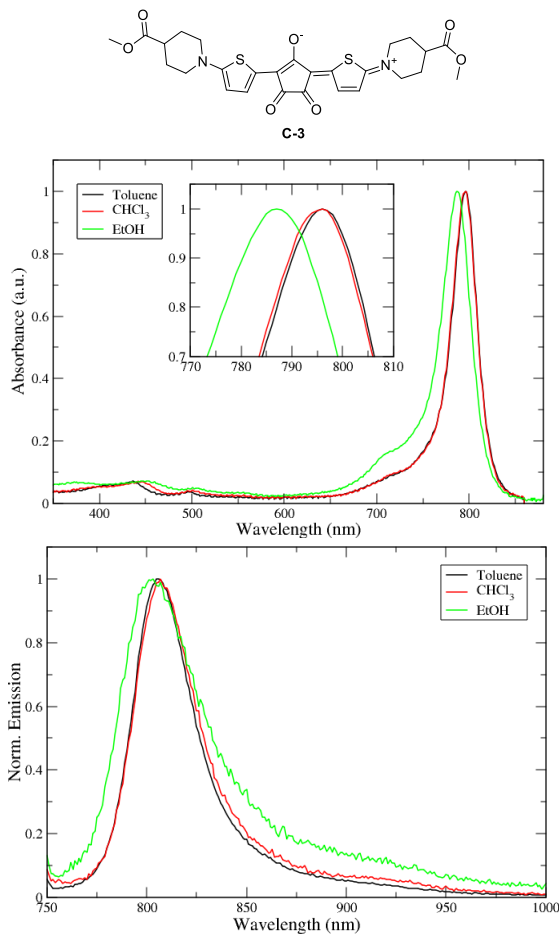 O
O
O
N
S
O⁻
O
O
S
N⁺
O
O
C-3
Toluene
CHCl₃
EtOH
1
0.8
0.6
0.4
0.2
0
Absorbance (a.u.)
1
0.9
0.8
0.7
770 780 790 800 810
400 500 600 700 800
Wavelength (nm)
Toluene
CHCl₃
EtOH
1
0.8
0.6
0.4
0.2
0
Norm. Emission
750 800 850 900 950 1000
Wavelength (nm)